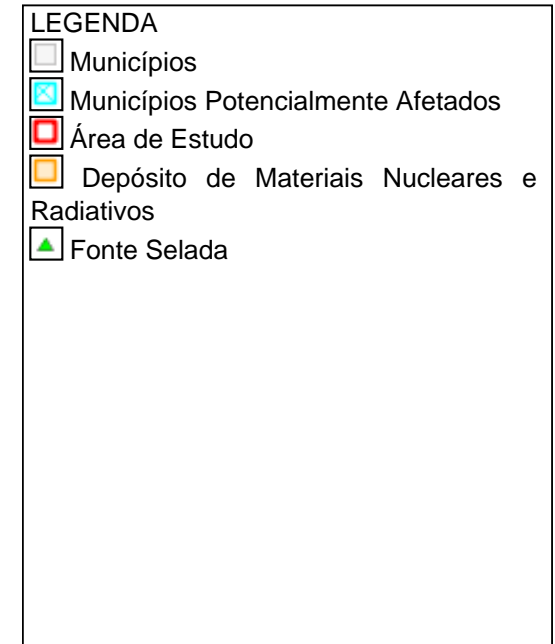 LEGENDA
Municípios
Municípios Potencialmente Afetados
Área de Estudo
Depósito de Materiais Nucleares e
Radiativos
Fonte Selada